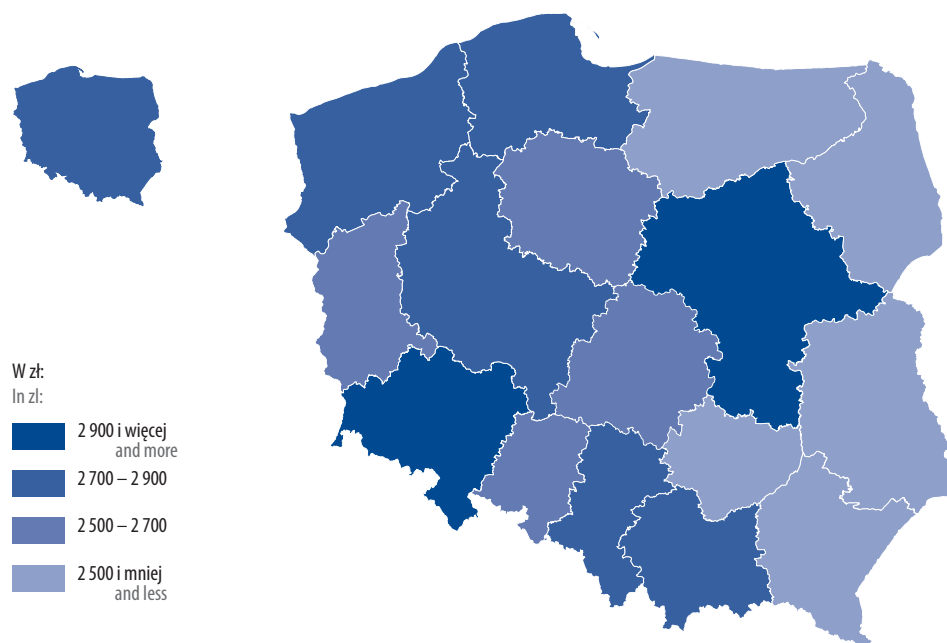 W zł:
In zl:
2 900 i więcej
and more
2 700 – 2 900
2 500 – 2 700
2 500 i mniej
and less